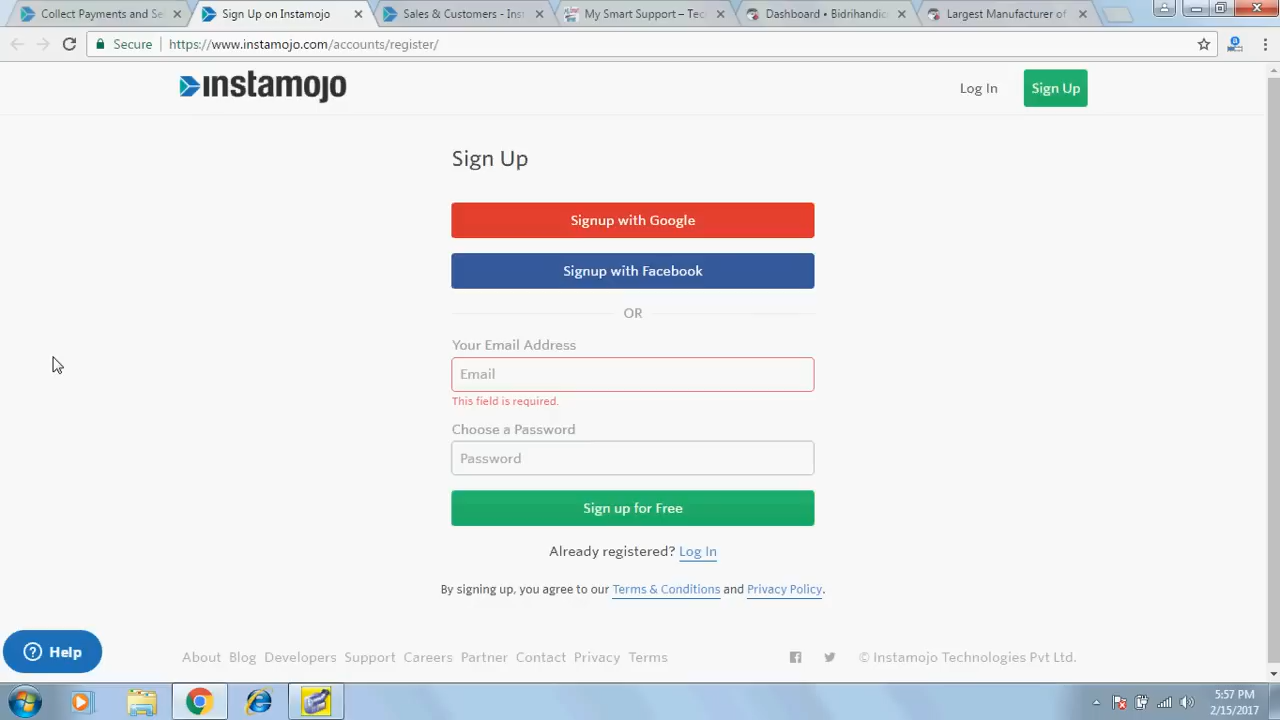 Collect Payments and Se
Sign Up on Instamojo
Sales & Customers - Inst
My Smart Support – Tec
Dashboard ‹ Bidrihandic
Largest Manufacturer of
Secure
https://www.instamojo.com/accounts/register/
instamojo
Log In
Sign Up
Sign Up
Signup with Google
Signup with Facebook
OR
Your Email Address
Email
This field is required.
Choose a Password
Password
Sign up for Free
Already registered? Log In
By signing up, you agree to our Terms & Conditions and Privacy Policy.
Help
About Blog Developers Support Careers Partner Contact Privacy Terms
© Instamojo Technologies Pvt Ltd.
5:57 PM
2/15/2017